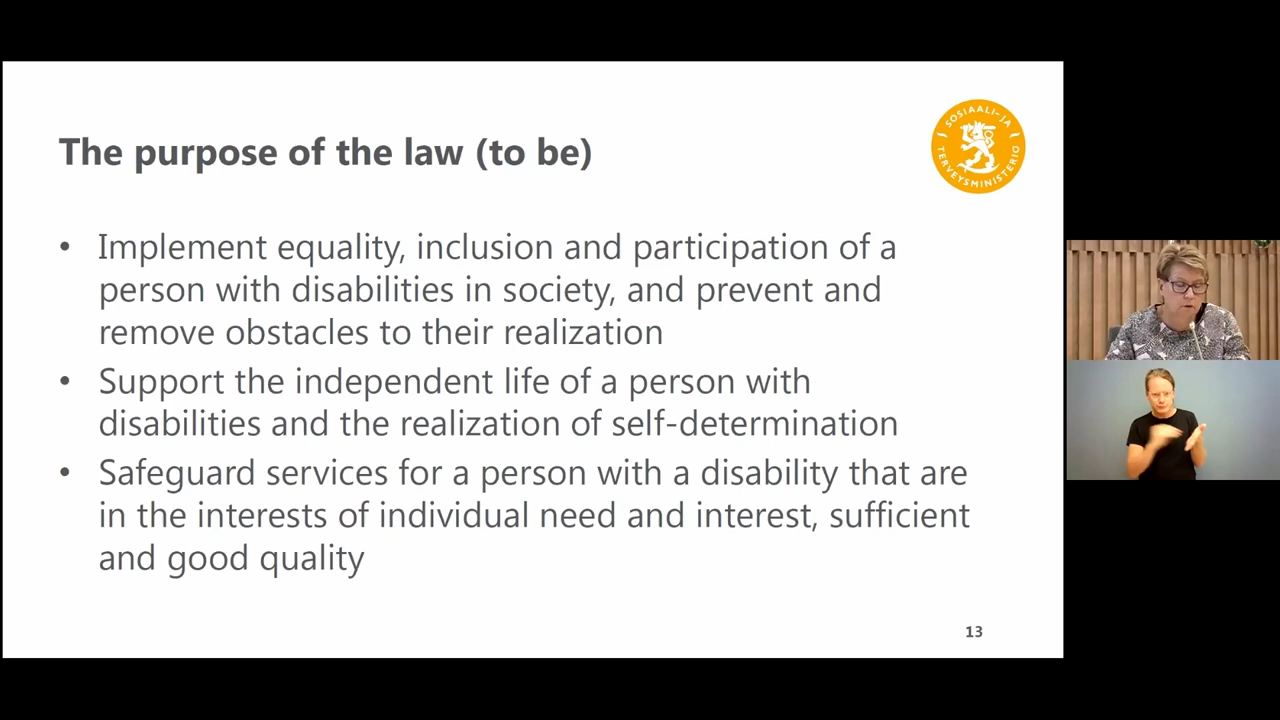 The purpose of the law (to be)
SOSIAALI- JA
TERVEYSMINISTERIÖ
• Implement equality, inclusion and participation of a
person with disabilities in society, and prevent and
remove obstacles to their realization
• Support the independent life of a person with
disabilities and the realization of self-determination
• Safeguard services for a person with a disability that are
in the interests of individual need and interest, sufficient
and good quality
13